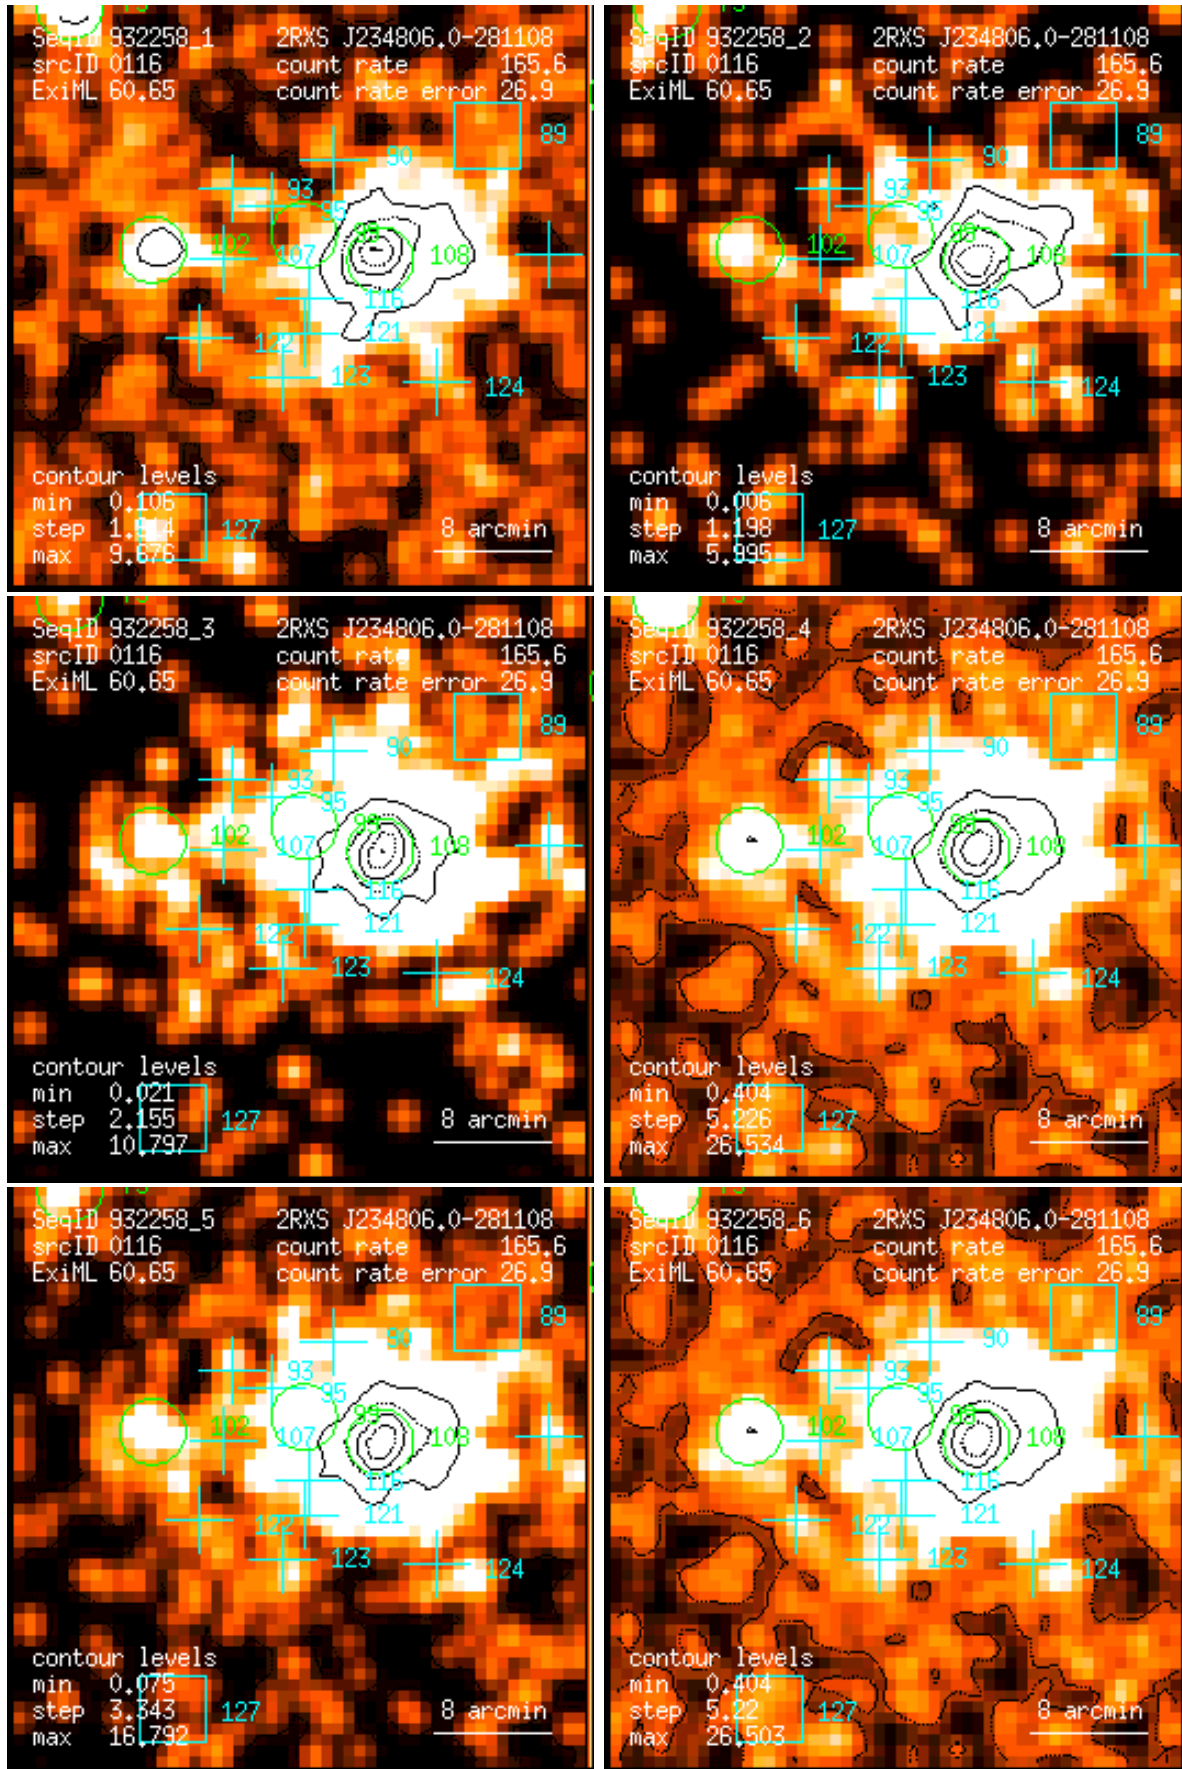 SeqID 932258_1 2RXS J234806.0-281108
srcID 0116 count rate 165.6
ExiML 60.65 count rate error 26.9
89
90
93
95
99
102 107 108
116
121
122
123
124
contour levels
min 0.106
step 1.914
max 9.676
127
8 arcmin
SeqID 932258_2 2RXS J234806.0-281108
srcID 0116 count rate 165.6
ExiML 60.65 count rate error 26.9
89
90
93
95
99
102 107 108
116
121
122
123
124
contour levels
min 0.006
step 1.198
max 5.995
127
8 arcmin
SeqID 932258_3 2RXS J234806.0-281108
srcID 0116 count rate 165.6
ExiML 60.65 count rate error 26.9
89
90
93
95
99
102 107 108
116
121
122
123
124
contour levels
min 0.021
step 2.155
max 10.797
127
8 arcmin
SeqID 932258_4 2RXS J234806.0-281108
srcID 0116 count rate 165.6
ExiML 60.65 count rate error 26.9
89
90
93
95
99
102 107 108
116
121
122
123
124
contour levels
min 0.404
step 5.226
max 26.534
127
8 arcmin
SeqID 932258_5 2RXS J234806.0-281108
srcID 0116 count rate 165.6
ExiML 60.65 count rate error 26.9
89
90
93
95
99
102 107 108
116
121
122
123
124
contour levels
min 0.075
step 3.343
max 16.792
127
8 arcmin
SeqID 932258_6 2RXS J234806.0-281108
srcID 0116 count rate 165.6
ExiML 60.65 count rate error 26.9
89
90
93
95
99
102 107 108
116
121
122
123
124
contour levels
min 0.404
step 5.22
max 26.503
127
8 arcmin